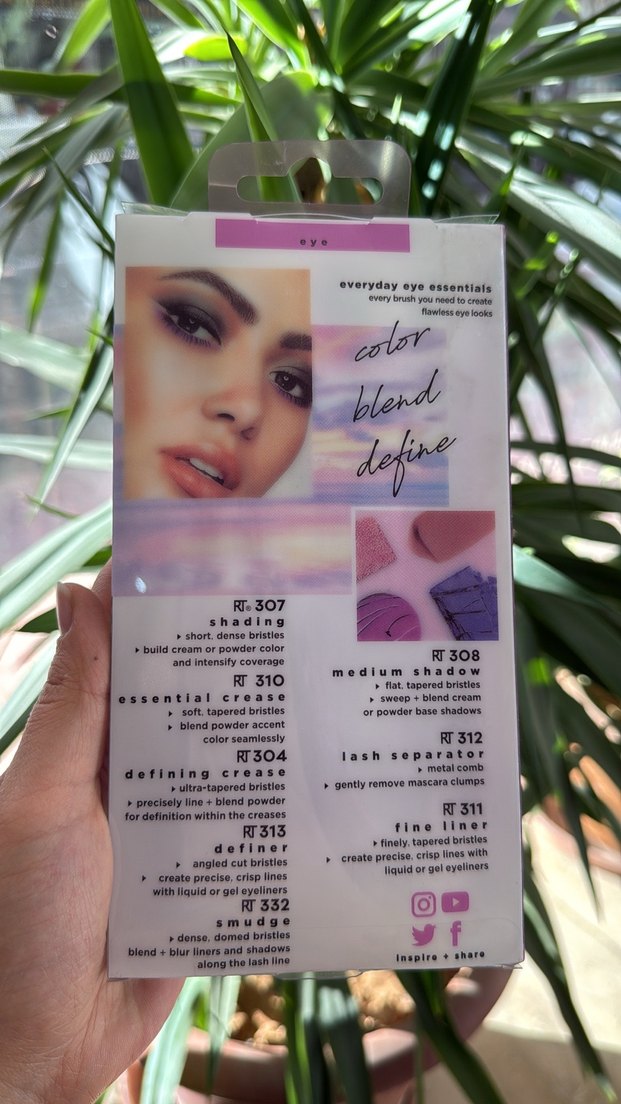 eye
everyday eye essentials
every brush you need to create
flawless eye looks
color
blend
define
RT® 307
shading
▸ short, dense bristles
▸ build cream or powder color
and intensify coverage
RT 310
essential crease
▸ soft, tapered bristles
▸ blend powder accent
color seamlessly
RT 304
defining crease
▸ ultra-tapered bristles
▸ precisely line + blend powder
for definition within the creases
RT 313
definer
▸ angled cut bristles
▸ create precise, crisp lines
with liquid or gel eyeliners
RT 332
smudge
▸ dense, domed bristles
blend + blur liners and shadows
along the lash line
RT 308
medium shadow
▸ flat, tapered bristles
▸ sweep + blend cream
or powder base shadows
RT 312
lash separator
▸ metal comb
▸ gently remove mascara clumps
RT 311
fine liner
▸ finely, tapered bristles
▸ create precise, crisp lines with
liquid or gel eyeliners
inspire + share